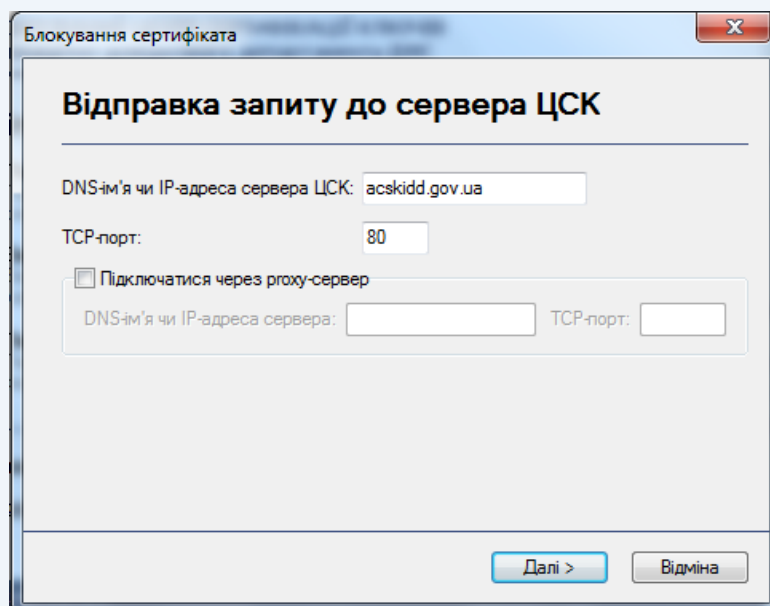 Блокування сертифіката
Відправка запиту до сервера ЦСК
DNS-ім'я чи IP-адреса сервера ЦСК: acskidd.gov.ua
TCP-порт: 80
Підключатися через proxy-сервер
DNS-ім'я чи IP-адреса сервера: TCP-порт:
Далі > Відміна